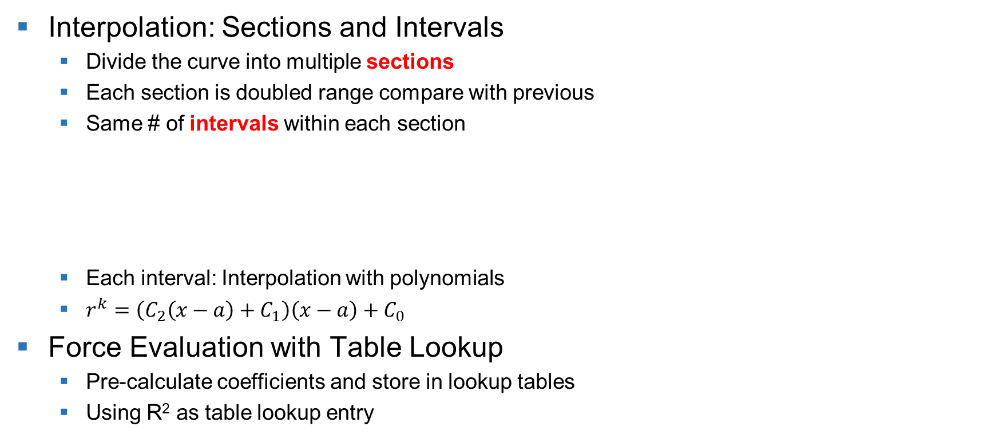 Interpolation: Sections and Intervals
Divide the curve into multiple sections
Each section is doubled range compare with previous
Same # of intervals within each section
Each interval: Interpolation with polynomials
r^k = (C_2(x − a) + C_1)(x − a) + C_0
Force Evaluation with Table Lookup
Pre-calculate coefficients and store in lookup tables
Using R² as table lookup entry